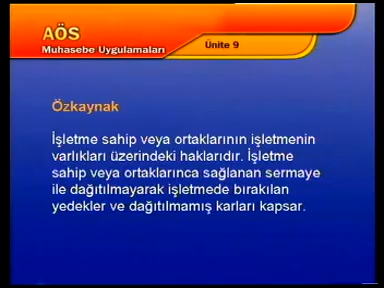 AÖS
Muhasebe Uygulamaları
Ünite 9
Özkaynak
İşletme sahip veya ortaklarının işletmenin
varlıkları üzerindeki haklarıdır. İşletme
sahip veya ortaklarınca sağlanan sermaye
ile dağıtılmayarak işletmede bırakılan
yedekler ve dağıtılmamış karları kapsar.